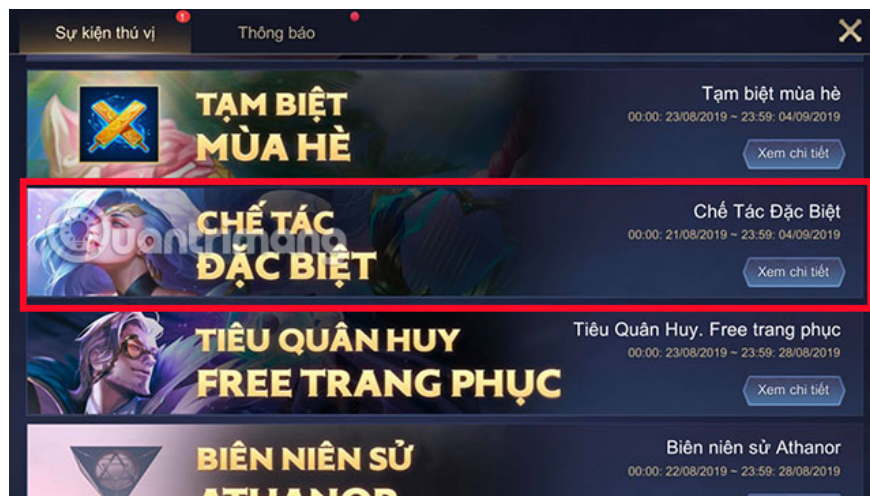 Sự kiện thú vị
1
Thông báo
TẠM BIỆT
MÙA HÈ
Tạm biệt mùa hè
00:00: 23/08/2019 ~ 23:59: 04/09/2019
Xem chi tiết
CHẾ TÁC
ĐẶC BIỆT
Quantrimang
Chế Tác Đặc Biệt
00:00: 21/08/2019 ~ 23:59: 04/09/2019
Xem chi tiết
TIÊU QUÂN HUY
FREE TRANG PHỤC
Tiêu Quân Huy. Free trang phục
00:00: 23/08/2019 ~ 23:59: 28/08/2019
Xem chi tiết
BIÊN NIÊN SỬ
ATHANOR
Biên niên sử Athanor
00:00: 22/08/2019 ~ 23:59: 28/08/2019